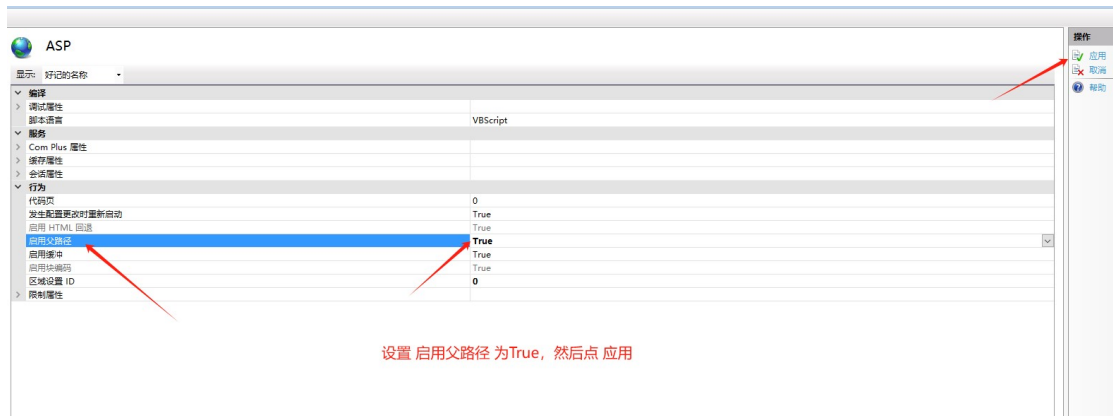 ASP
显示: 好记的名称
编译
调试属性
脚本语言 VBScript
服务
Com Plus 属性
缓存属性
会话属性
行为
代码页 0
发生配置更改时重新启动 True
启用 HTML 回退 True
启用父路径 True
启用缓冲 True
启用块编码 True
区域设置 ID 0
限制属性
设置 启用父路径 为True，然后点 应用
操作
应用
取消
帮助